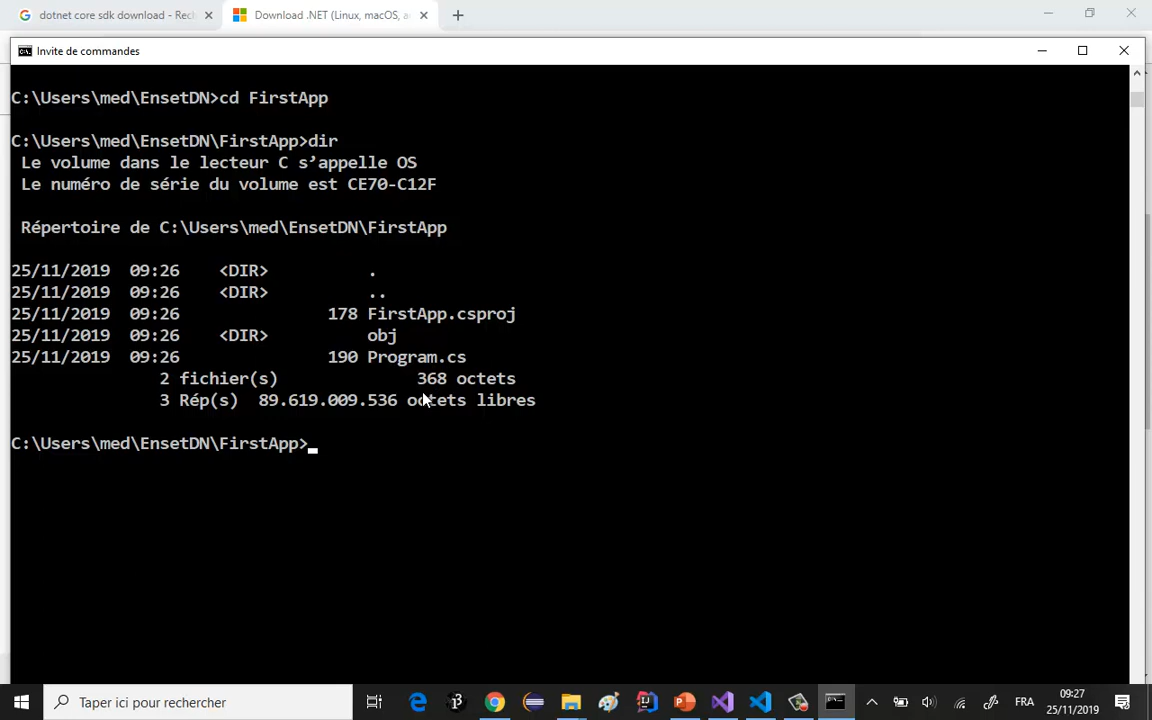 dotnet core sdk download - Rech
Download .NET (Linux, macOS, a
Invite de commandes
C:\Users\med\EnsetDN>cd FirstApp
C:\Users\med\EnsetDN\FirstApp>dir
Le volume dans le lecteur C s’appelle OS
Le numéro de série du volume est CE70-C12F
Répertoire de C:\Users\med\EnsetDN\FirstApp
25/11/2019 09:26 <DIR> .
25/11/2019 09:26 <DIR> ..
25/11/2019 09:26 178 FirstApp.csproj
25/11/2019 09:26 <DIR> obj
25/11/2019 09:26 190 Program.cs
2 fichier(s) 368 octets
3 Rép(s) 89.619.009.536 octets libres
C:\Users\med\EnsetDN\FirstApp>
Taper ici pour rechercher
FRA
09:27
25/11/2019